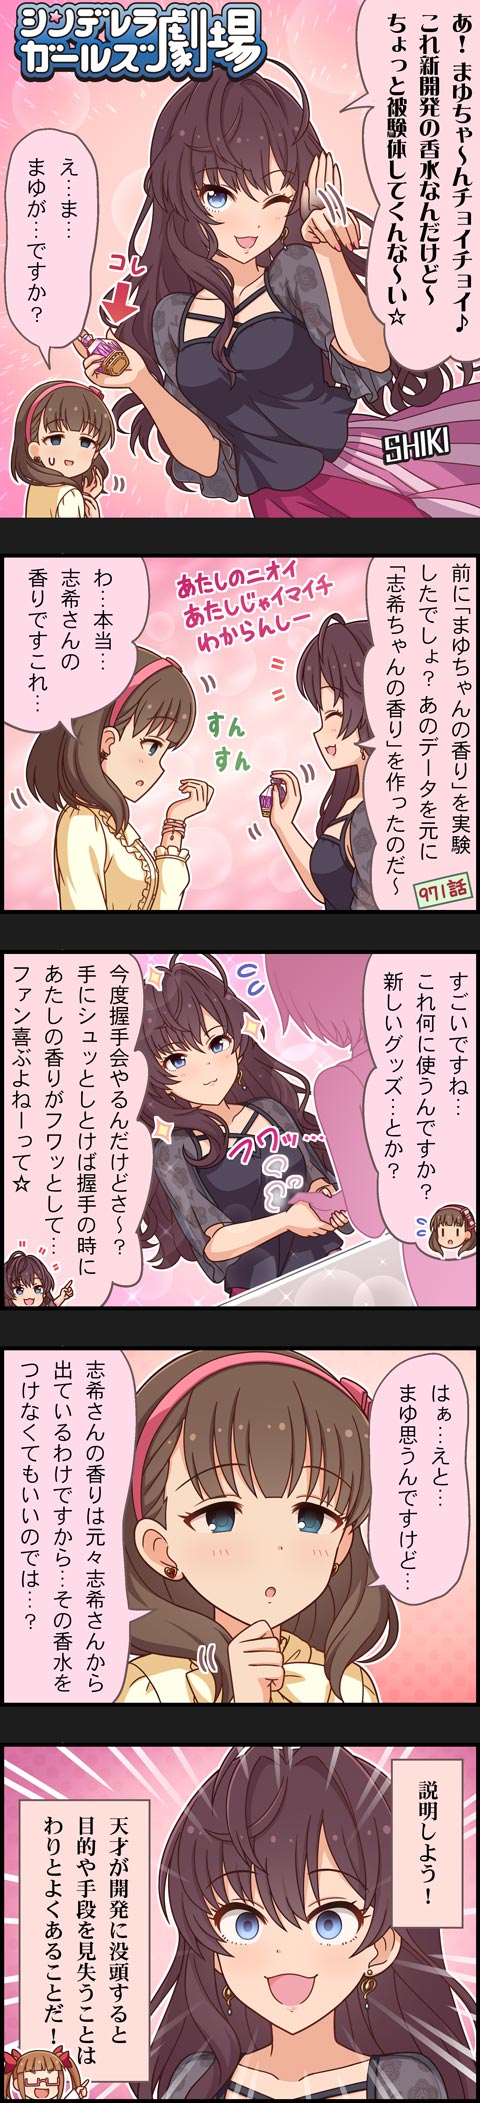 シンデレラ
ガールズ劇場
あ！まゆちゃ〜んチョイチョイ♪
これ新開発の香水なんだけど〜
ちょっと被験体してくんな〜い☆
え…ま…
まゆが…ですか？
コレ
SHIKI
前に「まゆちゃんの香り」を実験
したでしょ？あのデータを元に
「志希ちゃんの香り」を作ったのだ〜
971話
あたしのニオイ
あたしじゃイマイチ
わからんしー
すん
すん
わ…本当…
志希さんの
香りですこれ…
すごいですね…
これ何に使うんですか？
新しいグッズ…とか？
フワッ…
今度握手会やるんだけどさ〜？
手にシュッとしとけば握手の時に
あたしの香りがフワッとして…
ファン喜ぶよねーって☆
はぁ…えと…
まゆ思うんですけど…
志希さんの香りは元々志希さんから
出ているわけですから…その香水を
つけなくてもいいのでは…？
説明しよう！
天才が開発に没頭すると
目的や手段を見失うことは
わりとよくあることだ！